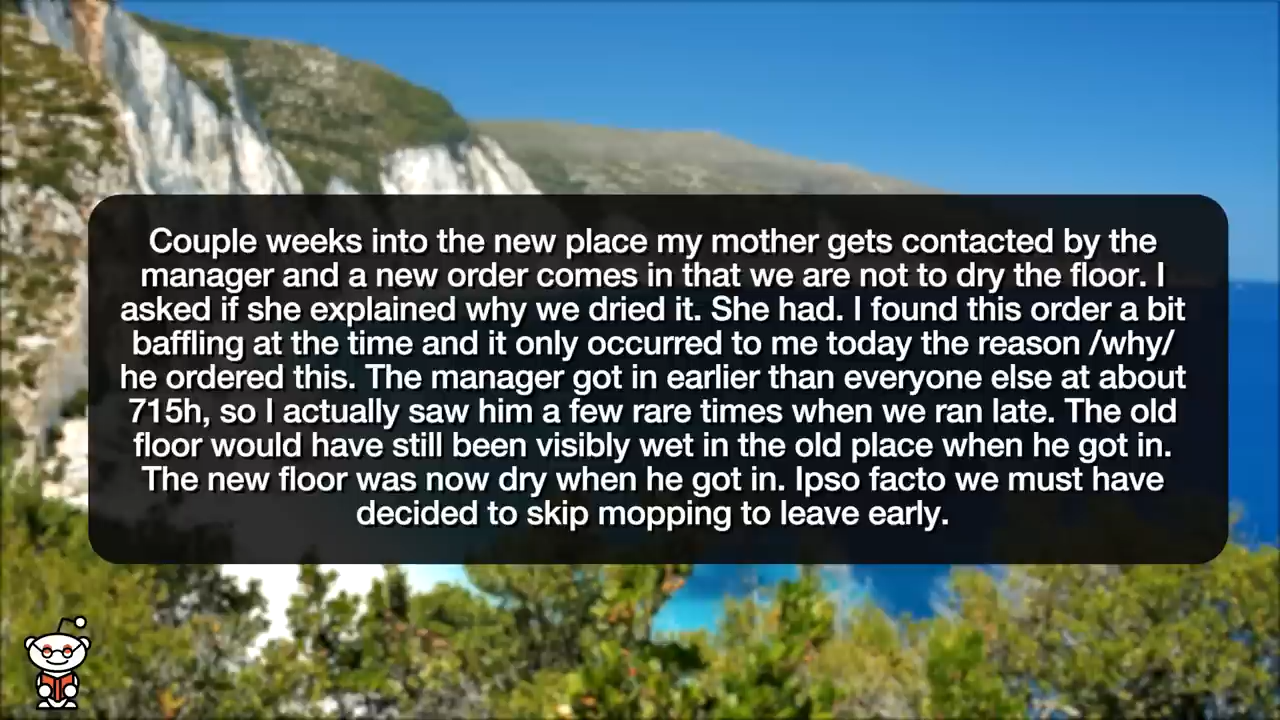 Couple weeks into the new place my mother gets contacted by the
manager and a new order comes in that we are not to dry the floor. I
asked if she explained why we dried it. She had. I found this order a bit
baffling at the time and it only occurred to me today the reason /why/
he ordered this. The manager got in earlier than everyone else at about
715h, so I actually saw him a few rare times when we ran late. The old
floor would have still been visibly wet in the old place when he got in.
The new floor was now dry when he got in. Ipso facto we must have
decided to skip mopping to leave early.